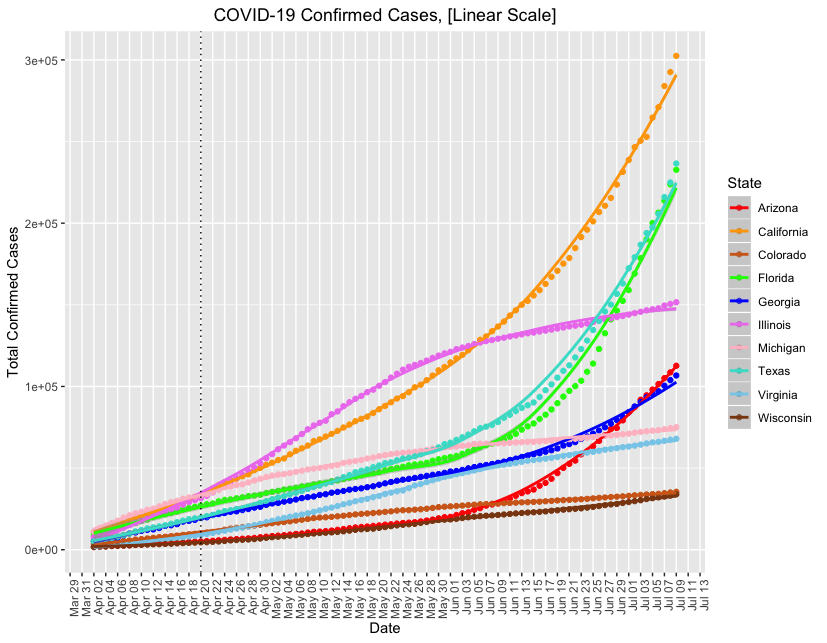 COVID-19 Confirmed Cases, [Linear Scale]
Total Confirmed Cases
3e+05
2e+05
1e+05
0e+00
Mar 29
Mar 31
Apr 02
Apr 04
Apr 06
Apr 08
Apr 10
Apr 12
Apr 14
Apr 16
Apr 18
Apr 20
Apr 22
Apr 24
Apr 26
Apr 28
Apr 30
May 02
May 04
May 06
May 08
May 10
May 12
May 14
May 16
May 18
May 20
May 22
May 24
May 26
May 28
May 30
Jun 01
Jun 03
Jun 05
Jun 07
Jun 09
Jun 11
Jun 13
Jun 15
Jun 17
Jun 19
Jun 21
Jun 23
Jun 25
Jun 27
Jun 29
Jul 01
Jul 03
Jul 05
Jul 07
Jul 09
Jul 11
Jul 13
Date
State
Arizona
California
Colorado
Florida
Georgia
Illinois
Michigan
Texas
Virginia
Wisconsin